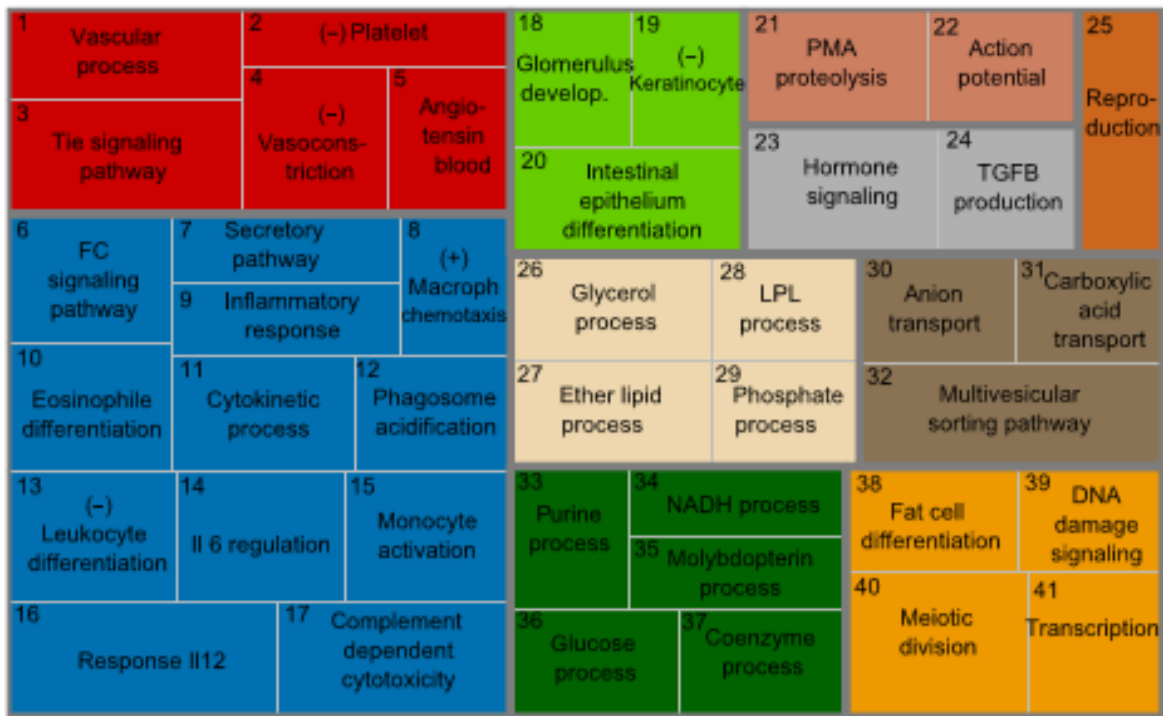 1
Vascular
process
2
(−) Platelet
3
Tie signaling
pathway
4
(−)
Vasocons-
triction
5
Angio-
tensin
blood
6
FC
signaling
pathway
7
Secretory
pathway
8
(+)
Macroph
chemotaxis
9
Inflammatory
response
10
Eosinophile
differentiation
11
Cytokinetic
process
12
Phagosome
acidification
13
(−)
Leukocyte
differentiation
14
Il 6 regulation
15
Monocyte
activation
16
Response Il12
17
Complement
dependent
cytotoxicity
18
Glomerulus
develop.
19
(−)
Keratinocyte
20
Intestinal
epithelium
differentiation
21
PMA
proteolysis
22
Action
potential
23
Hormone
signaling
24
TGFB
production
25
Repro-
duction
26
Glycerol
process
27
Ether lipid
process
28
LPL
process
29
Phosphate
process
30
Anion
transport
31
Carboxylic
acid
transport
32
Multivesicular
sorting pathway
33
Purine
process
34
NADH process
35
Molybdopterin
process
36
Glucose
process
37
Coenzyme
process
38
Fat cell
differentiation
39
DNA
damage
signaling
40
Meiotic
division
41
Transcription